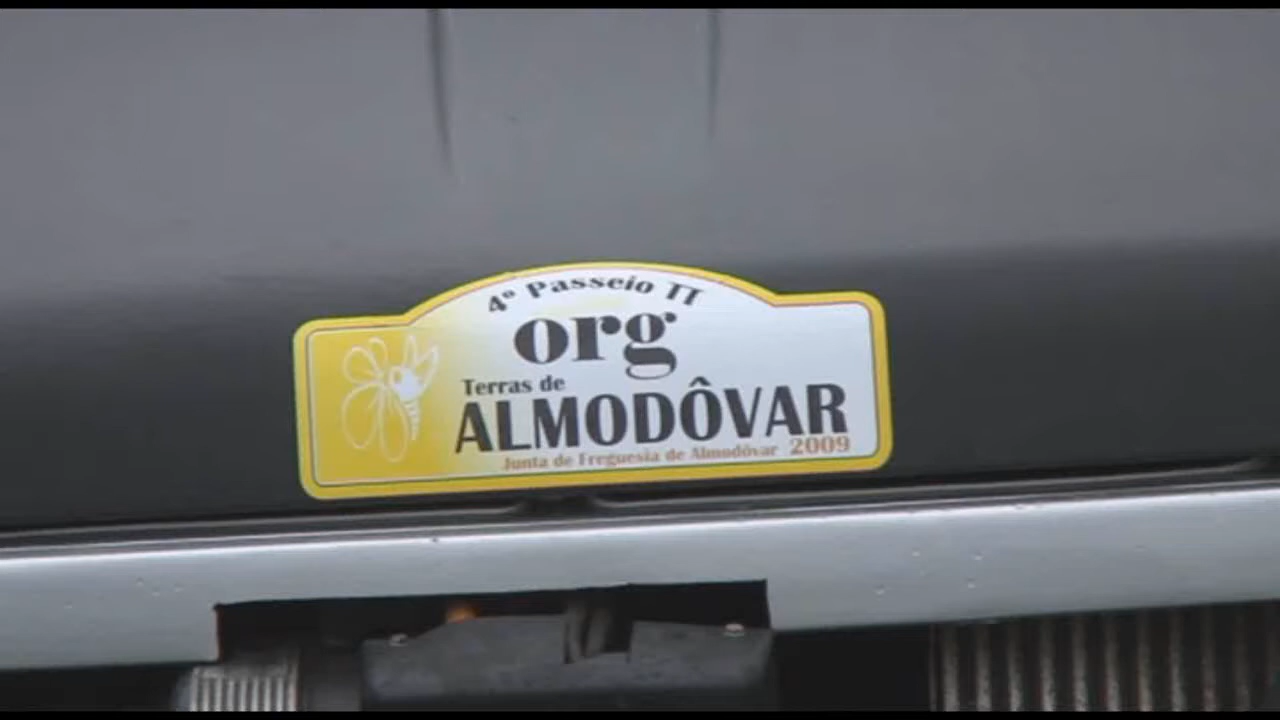 4º Passeio TT
org
Terras de
ALMODÔVAR
Junta de Freguesia de Almodôvar 2009